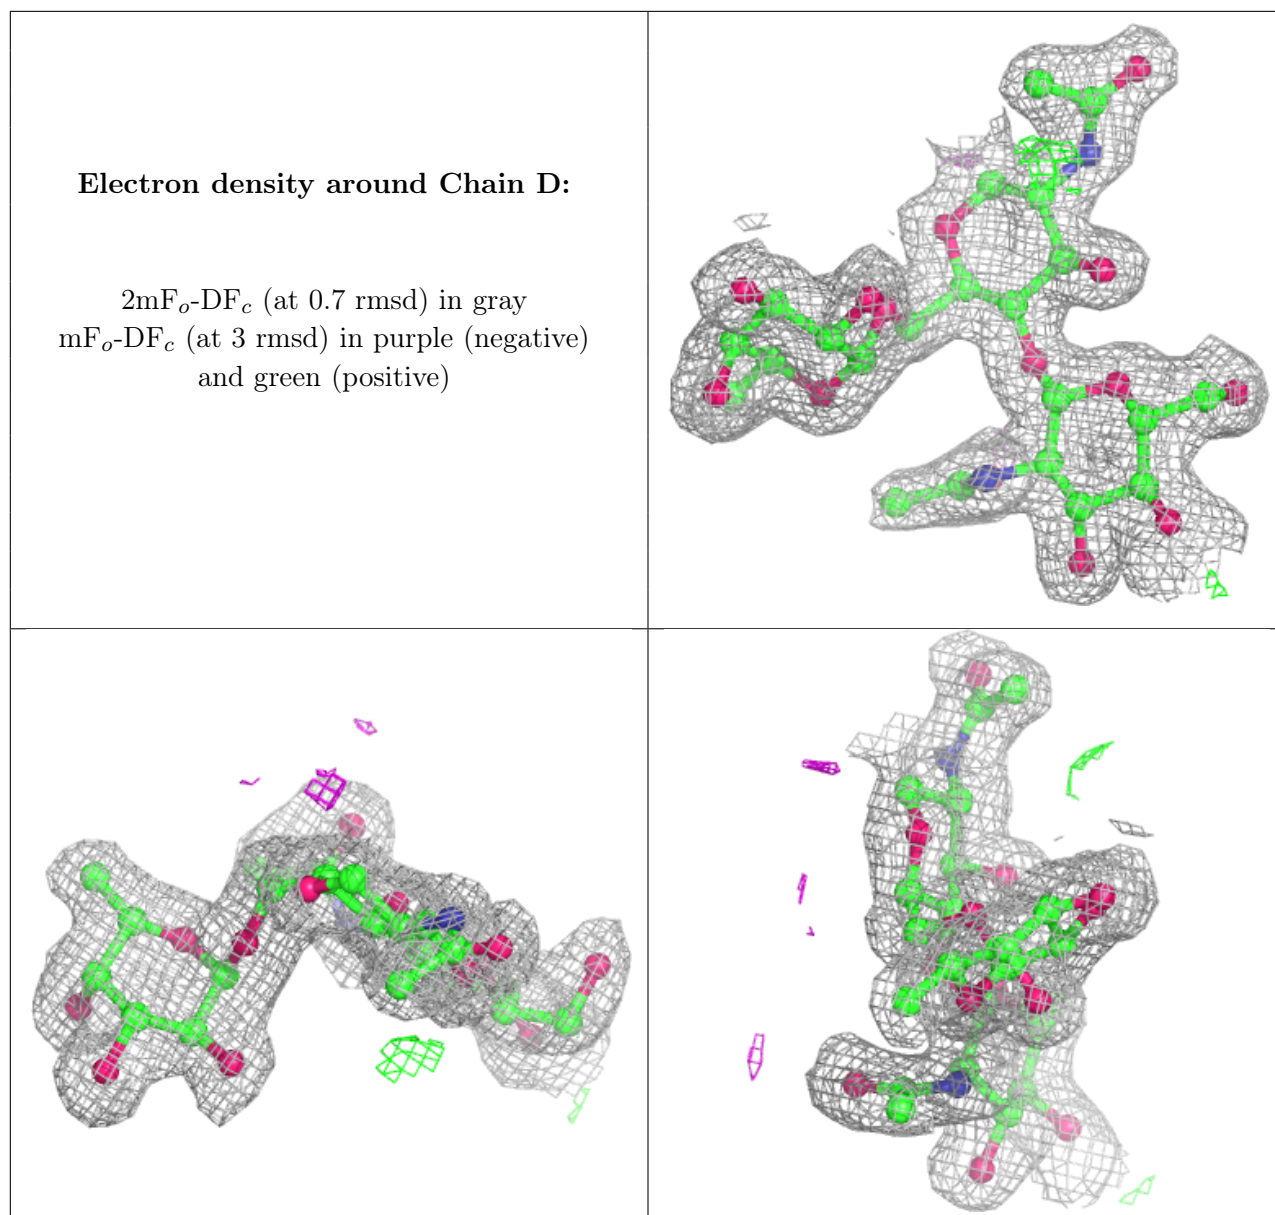 Electron density around Chain D:
2mFₒ-DF𝒸 (at 0.7 rmsd) in gray
mFₒ-DF𝒸 (at 3 rmsd) in purple (negative)
and green (positive)